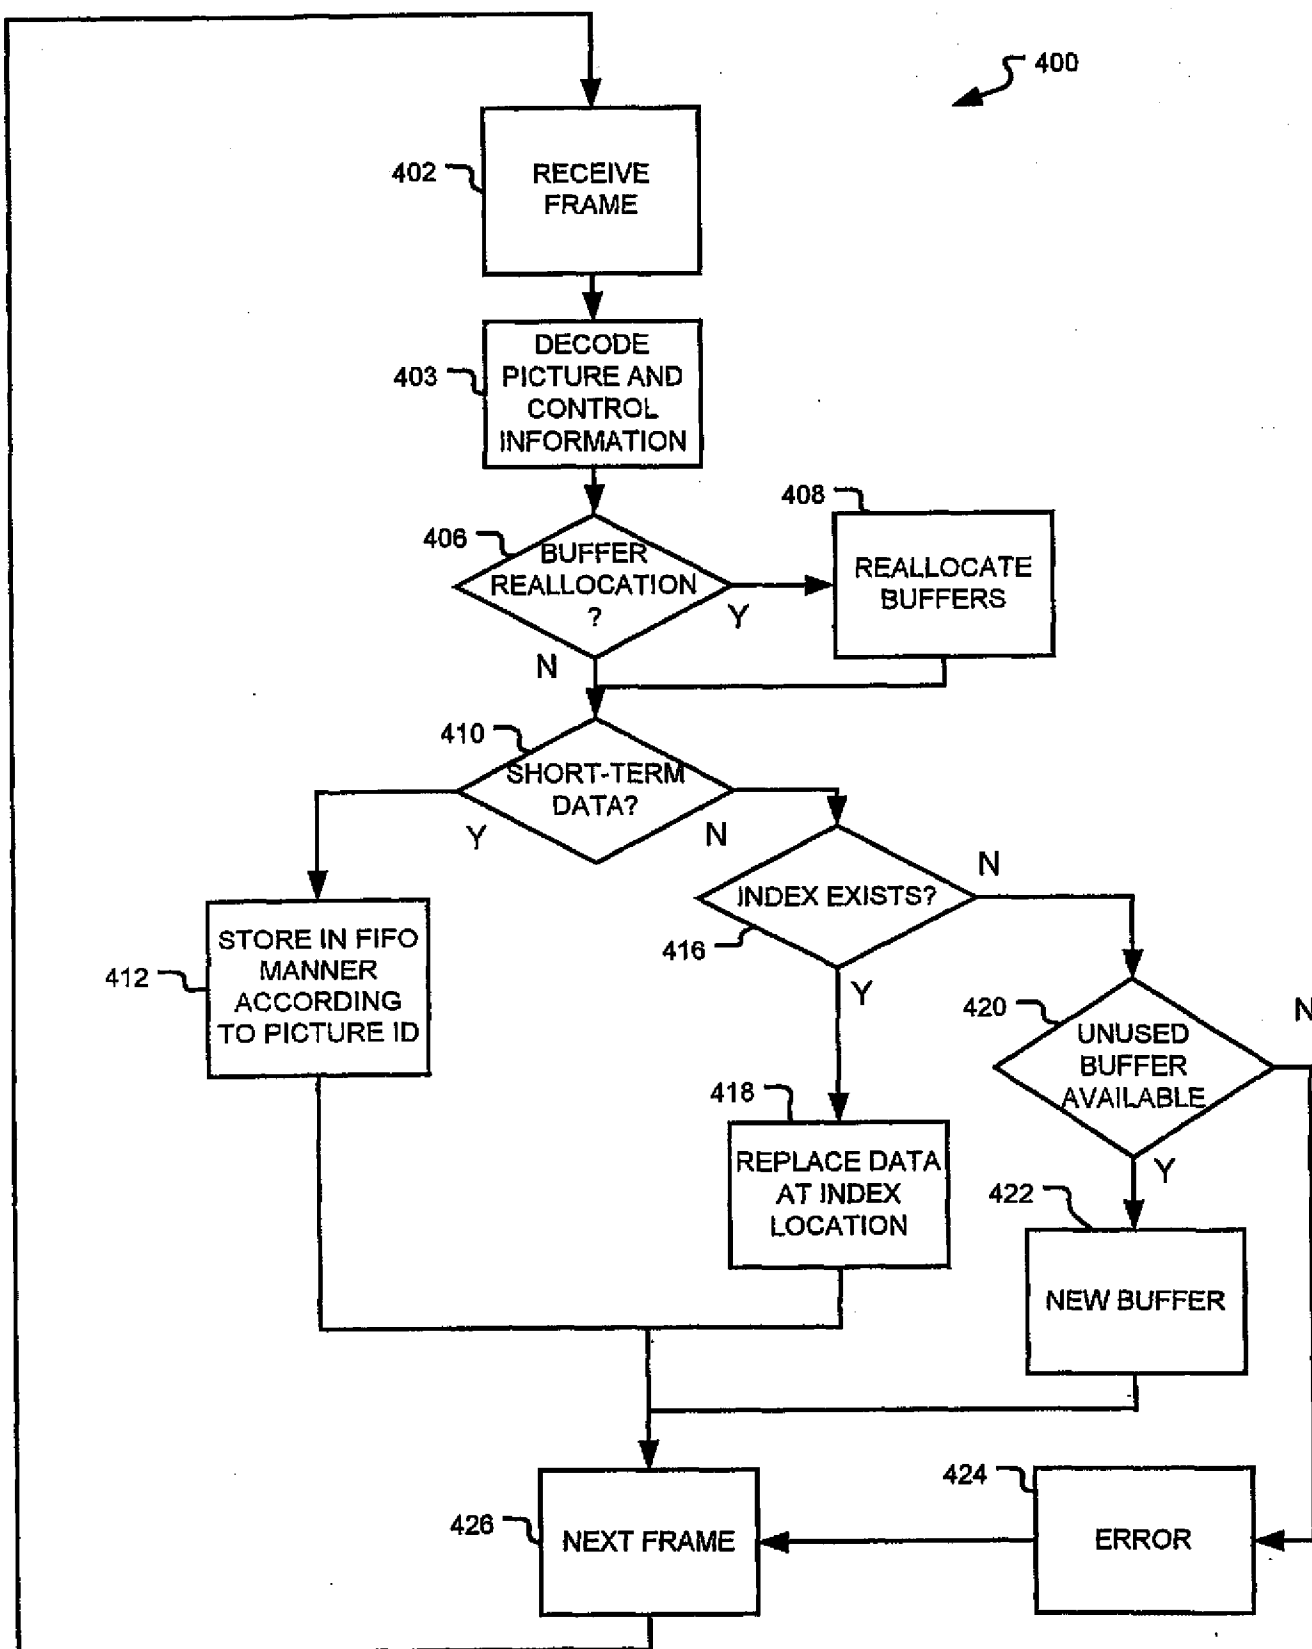 400
402
RECEIVE
FRAME
403
DECODE
PICTURE AND
CONTROL
INFORMATION
406
BUFFER
REALLOCATION
?
Y
N
408
REALLOCATE
BUFFERS
410
SHORT-TERM
DATA?
Y
N
412
STORE IN FIFO
MANNER
ACCORDING
TO PICTURE ID
416
INDEX EXISTS?
N
Y
418
REPLACE DATA
AT INDEX
LOCATION
420
UNUSED
BUFFER
AVAILABLE
N
Y
422
NEW BUFFER
424
ERROR
426
NEXT FRAME